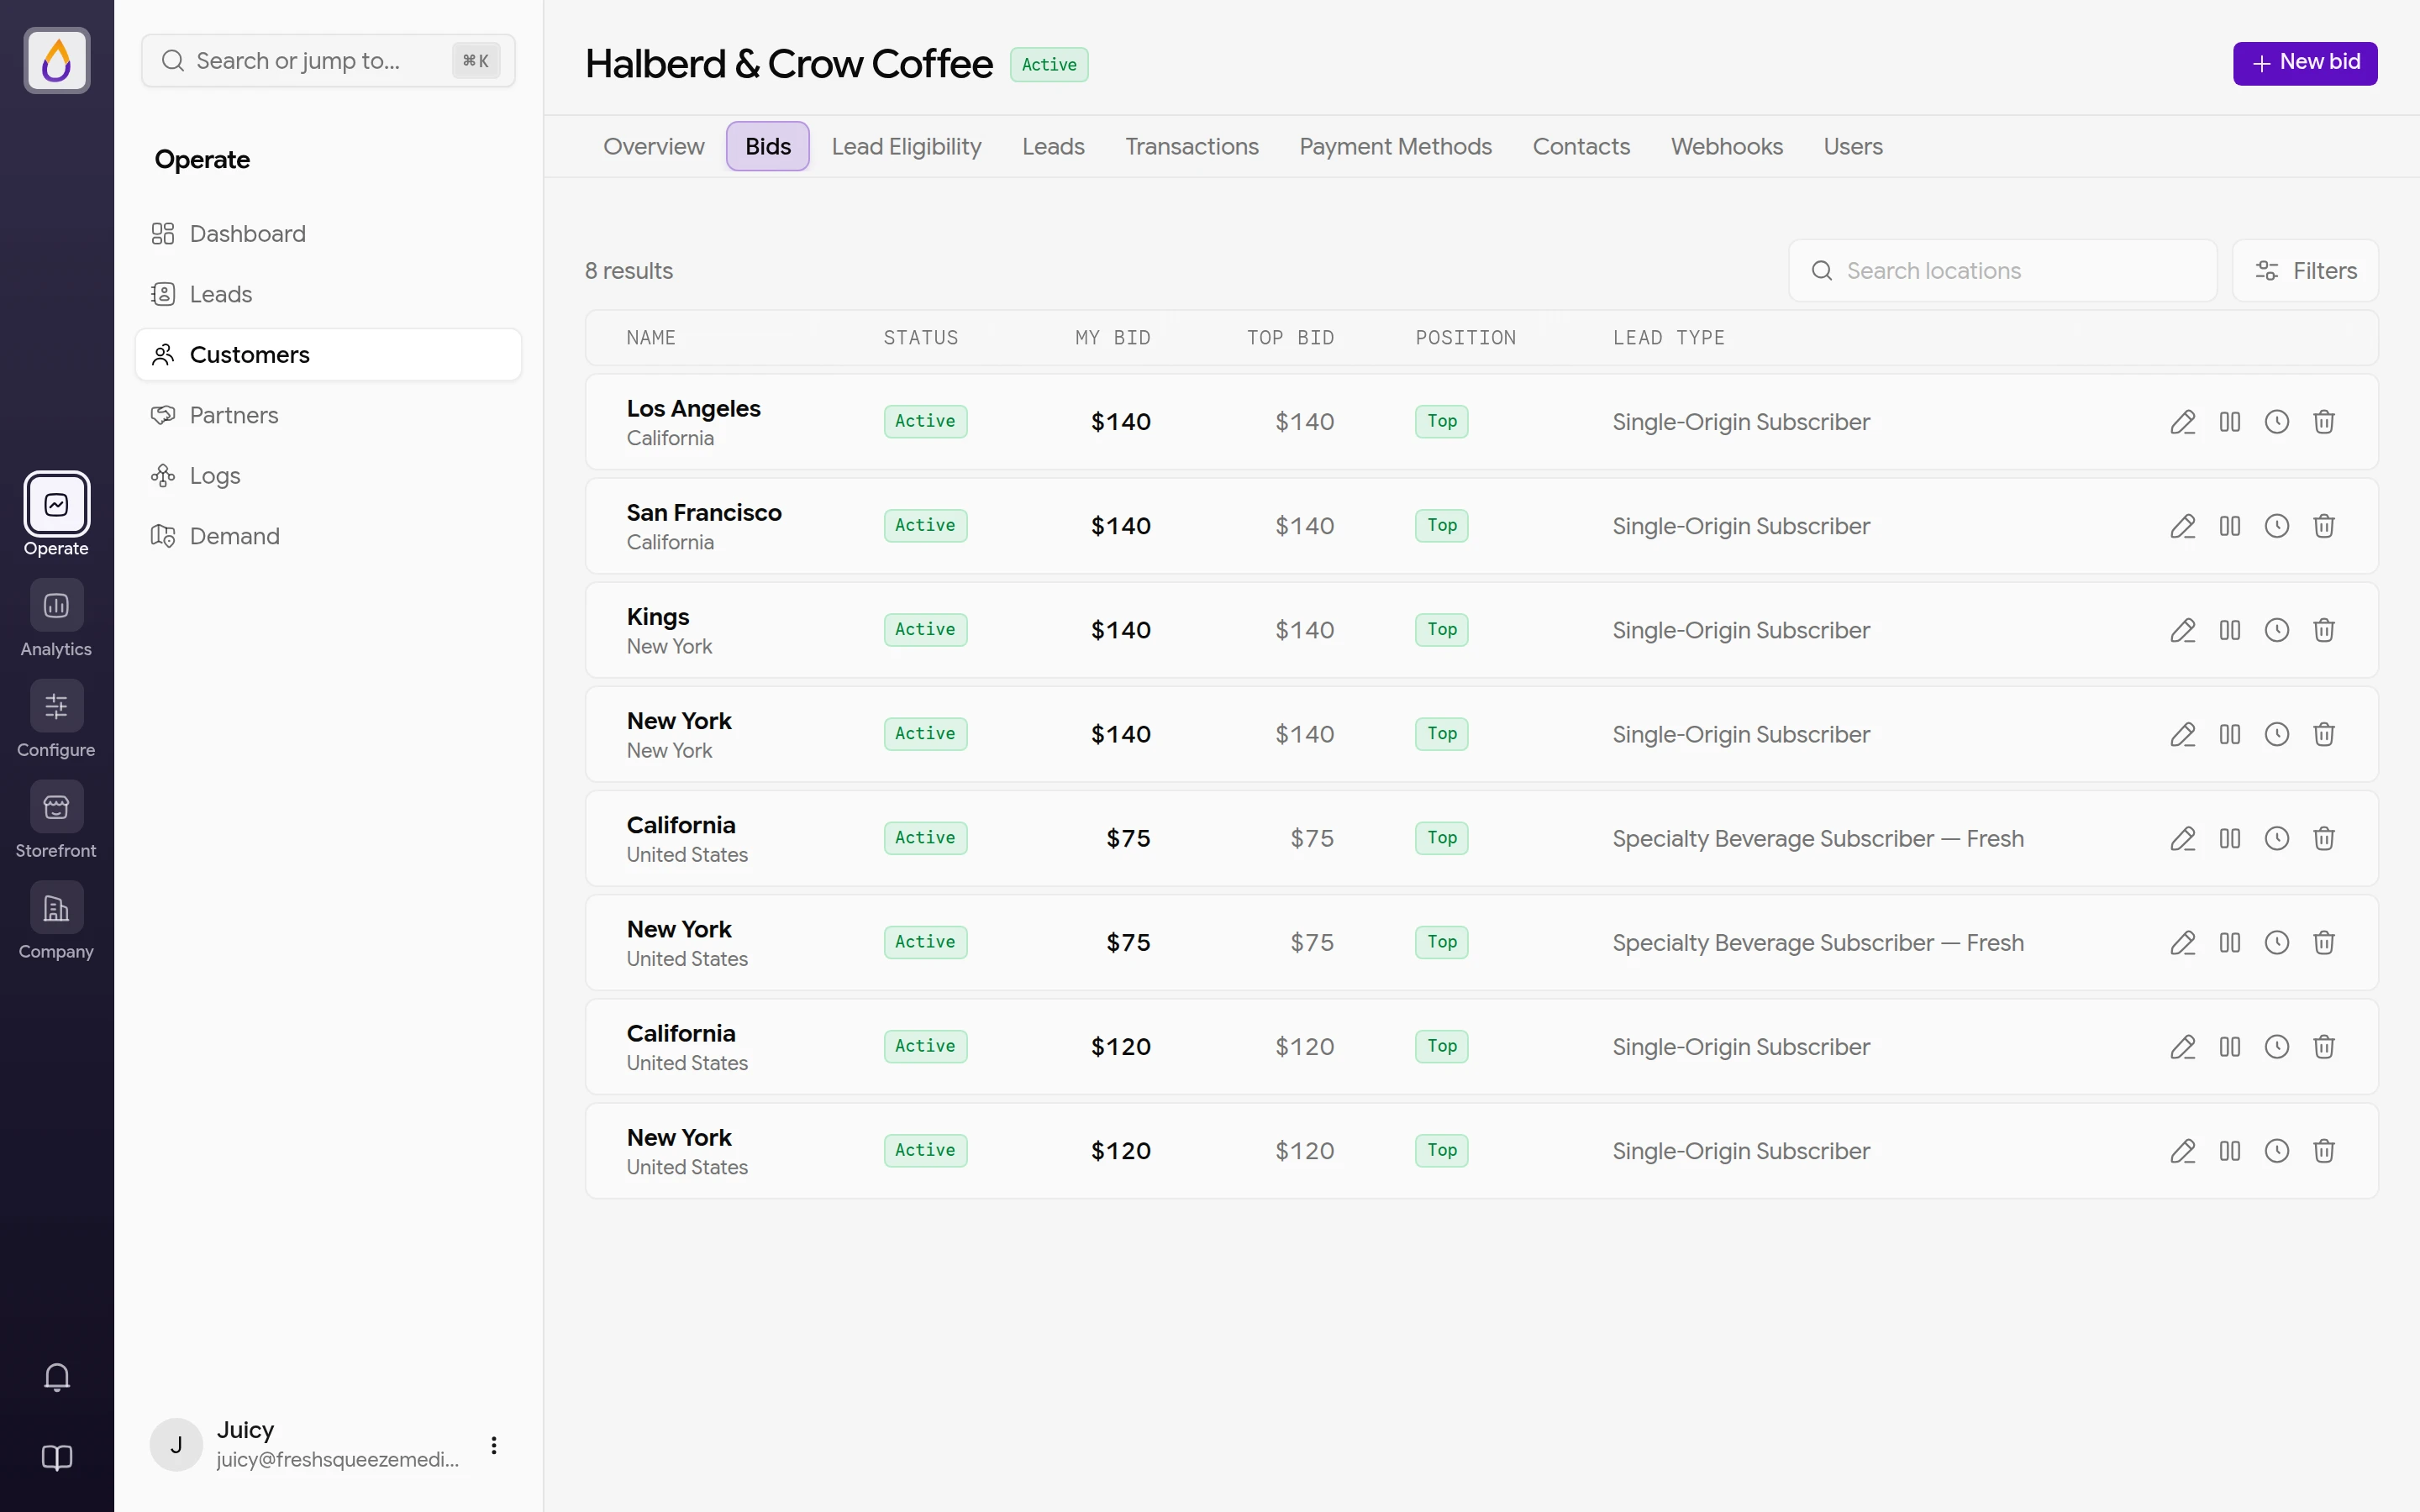 Search or jump to...
⌘ K
Operate
Dashboard
Leads
Customers
Partners
Logs
Demand
Operate
Analytics
Configure
Storefront
Company
J
Juicy
juicy@freshsqueezemedi...
Halberd & Crow Coffee
Active
New bid
Overview
Bids
Lead Eligibility
Leads
Transactions
Payment Methods
Contacts
Webhooks
Users
8 results
Search locations
Filters
NAME STATUS MY BID TOP BID POSITION LEAD TYPE
Los Angeles
California
Active $140 $140 Top Single-Origin Subscriber
San Francisco
California
Active $140 $140 Top Single-Origin Subscriber
Kings
New York
Active $140 $140 Top Single-Origin Subscriber
New York
New York
Active $140 $140 Top Single-Origin Subscriber
California
United States
Active $75 $75 Top Specialty Beverage Subscriber — Fresh
New York
United States
Active $75 $75 Top Specialty Beverage Subscriber — Fresh
California
United States
Active $120 $120 Top Single-Origin Subscriber
New York
United States
Active $120 $120 Top Single-Origin Subscriber